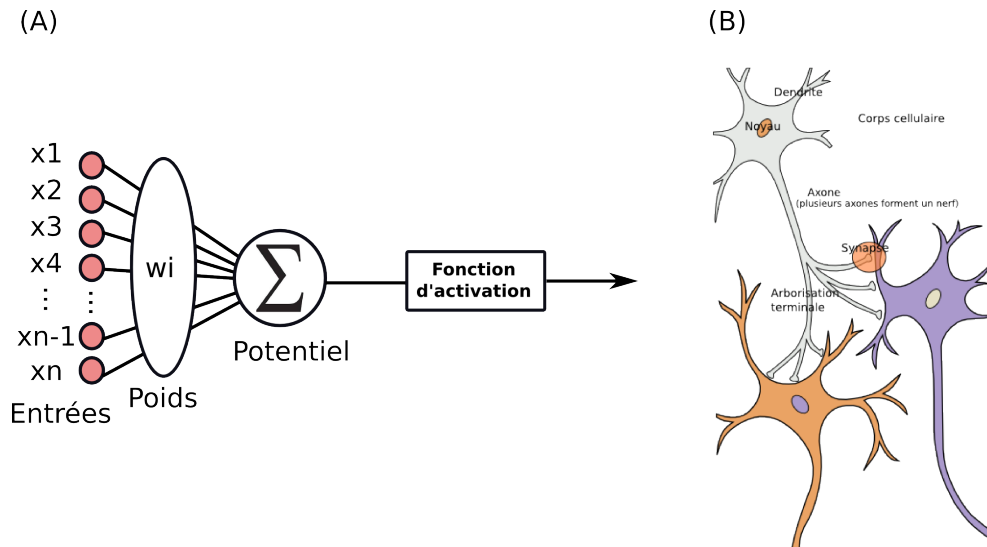 (A)
x1
x2
x3
x4
⋮ ⋮
xn-1
xn
Entrées
wi
Poids
Σ
Potentiel
Fonction
d'activation
(B)
Dendrite
Noyau
Corps cellulaire
Axone
(plusieurs axones forment un nerf)
Synapse
Arborisation
terminale